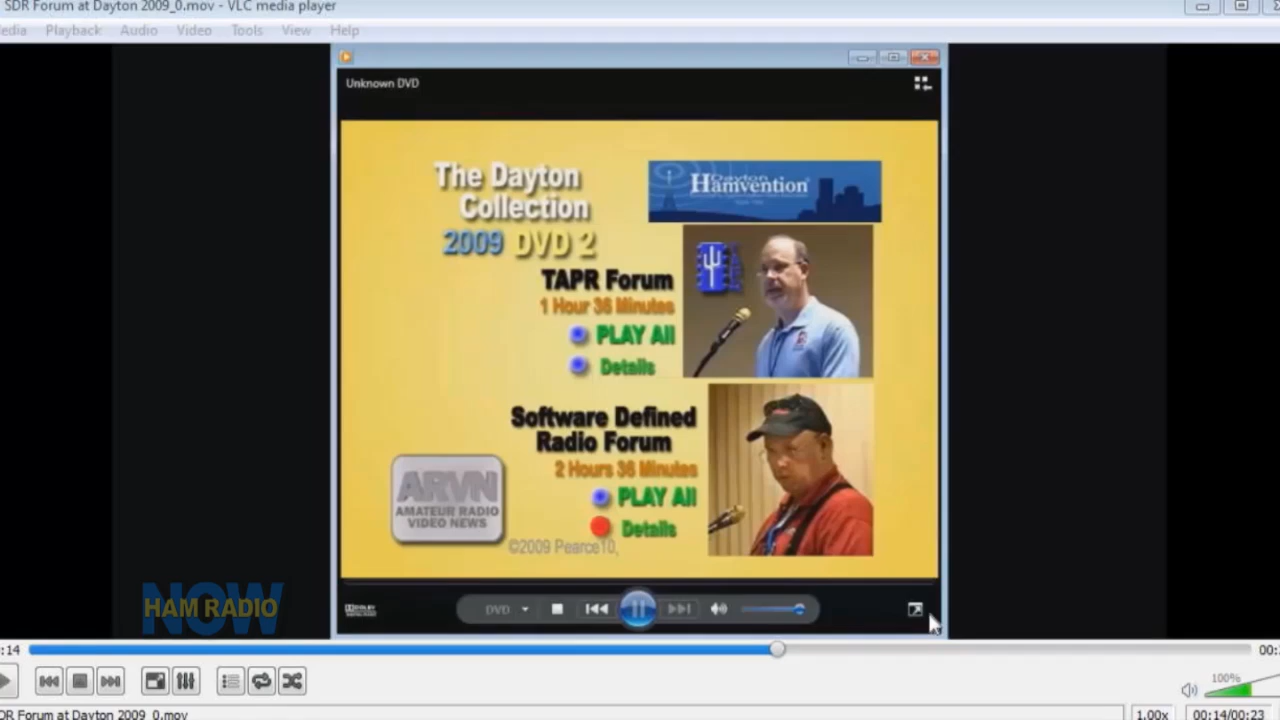 SDR Forum at Dayton 2009_0.mov - VLC media player
Playback Audio Video Tools View Help
Unknown DVD
The Dayton
Collection
2009 DVD 2
Dayton
Hamvention
TAPR Forum
1 Hour 36 Minutes
PLAY All
Details
Software Defined
Radio Forum
2 Hours 36 Minutes
PLAY All
Details
ARVN
AMATEUR RADIO
VIDEO NEWS
©2009 Pearce10,
NOW
HAM RADIO
DVD
:14
00:
100%
DR Forum at Dayton 2009_0.mov
1.00x
00:14/00:23